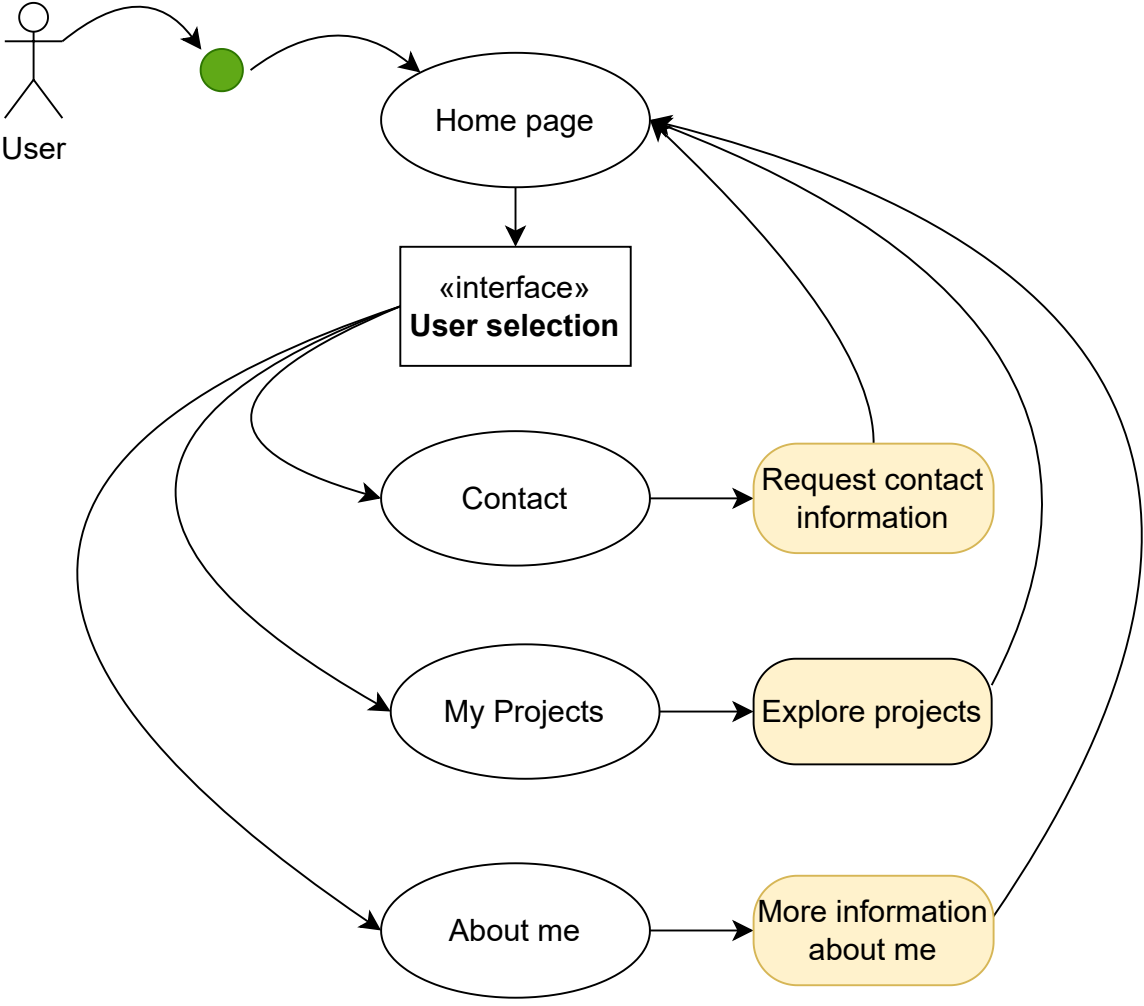 User
Home page
«interface»
User selection
Contact
Request contact
information
My Projects
Explore projects
About me
More information
about me